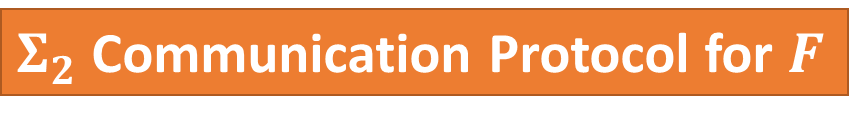 Σ₂ Communication Protocol for F